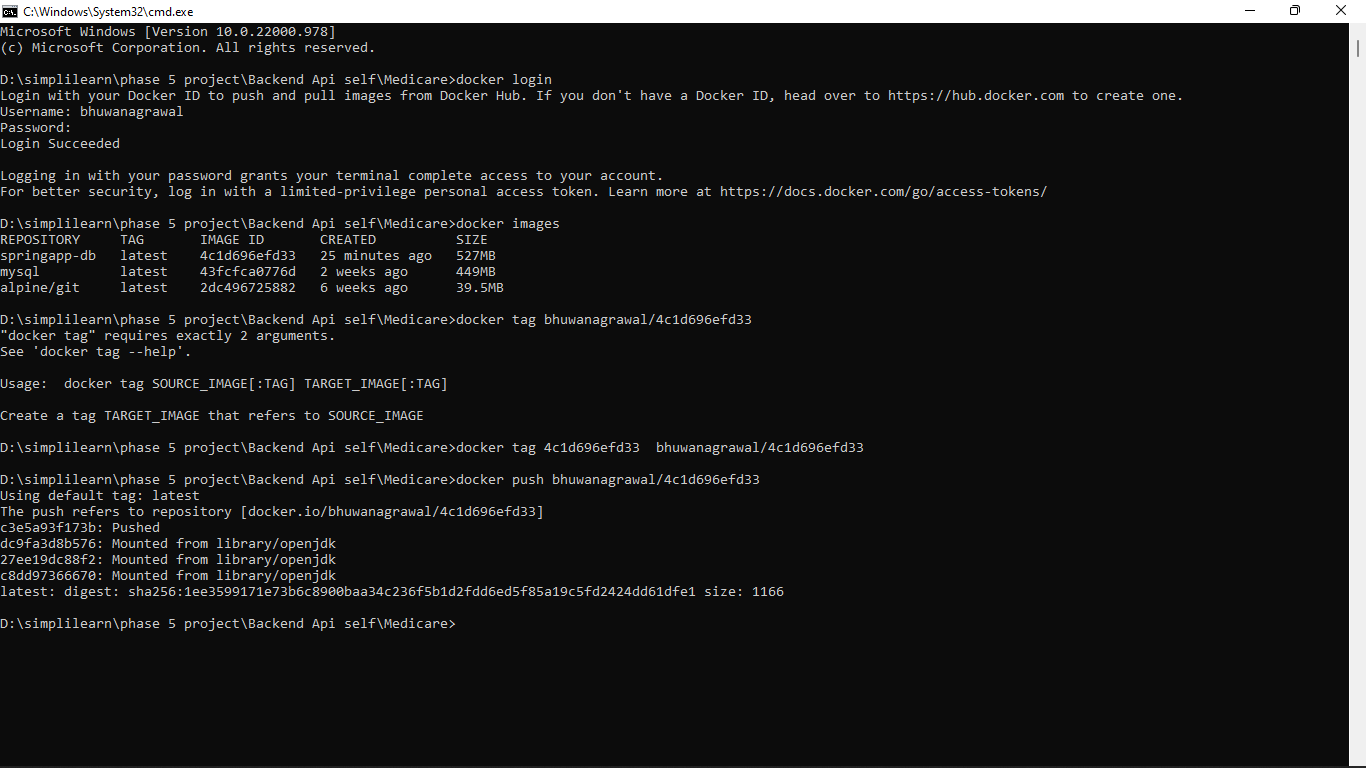 C:\Windows\System32\cmd.exe
Microsoft Windows [Version 10.0.22000.978]
(c) Microsoft Corporation. All rights reserved.
D:\simplilearn\phase 5 project\Backend Api self\Medicare>docker login
Login with your Docker ID to push and pull images from Docker Hub. If you don't have a Docker ID, head over to https://hub.docker.com to create one.
Username: bhuwanagrawal
Password:
Login Succeeded
Logging in with your password grants your terminal complete access to your account.
For better security, log in with a limited-privilege personal access token. Learn more at https://docs.docker.com/go/access-tokens/
D:\simplilearn\phase 5 project\Backend Api self\Medicare>docker images
REPOSITORY TAG IMAGE ID CREATED SIZE
springapp-db latest 4c1d696efd33 25 minutes ago 527MB
mysql latest 43fcfca0776d 2 weeks ago 449MB
alpine/git latest 2dc496725882 6 weeks ago 39.5MB
D:\simplilearn\phase 5 project\Backend Api self\Medicare>docker tag bhuwanagrawal/4c1d696efd33
"docker tag" requires exactly 2 arguments.
See 'docker tag --help'.
Usage:  docker tag SOURCE_IMAGE[:TAG] TARGET_IMAGE[:TAG]
Create a tag TARGET_IMAGE that refers to SOURCE_IMAGE
D:\simplilearn\phase 5 project\Backend Api self\Medicare>docker tag 4c1d696efd33  bhuwanagrawal/4c1d696efd33
D:\simplilearn\phase 5 project\Backend Api self\Medicare>docker push bhuwanagrawal/4c1d696efd33
Using default tag: latest
The push refers to repository [docker.io/bhuwanagrawal/4c1d696efd33]
c3e5a93f173b: Pushed
dc9fa3d8b576: Mounted from library/openjdk
27ee19dc88f2: Mounted from library/openjdk
c8dd97366670: Mounted from library/openjdk
latest: digest: sha256:1ee3599171e73b6c8900baa34c236f5b1d2fdd6ed5f85a19c5fd2424dd61dfe1 size: 1166
D:\simplilearn\phase 5 project\Backend Api self\Medicare>